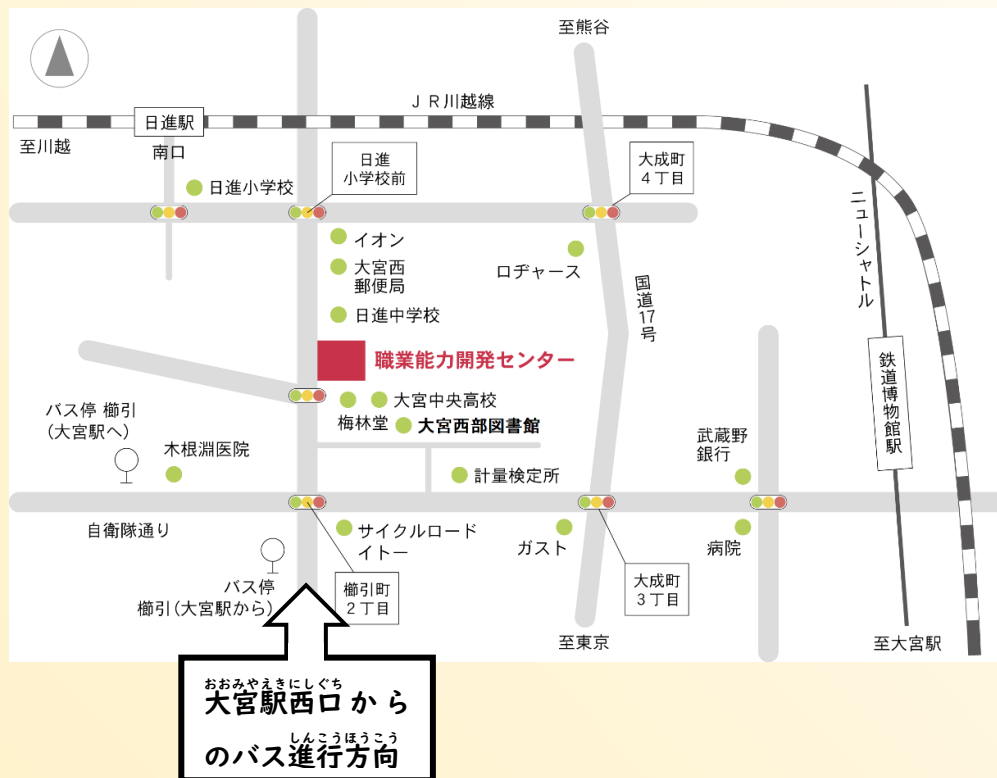 至熊谷
JR川越線
日進駅
至川越
南口
日進
小学校前
大成町
4丁目
日進小学校
イオン
大宮西
郵便局
ロヂャース
ニューシャトル
国道17号
日進中学校
職業能力開発センター
鉄道博物館駅
大宮中央高校
バス停 櫛引
(大宮駅へ)
梅林堂
大宮西部図書館
木根淵医院
武蔵野
銀行
計量検定所
自衛隊通り
サイクルロード
イトー
ガスト
病院
バス停
櫛引(大宮駅から)
櫛引町
2丁目
大成町
3丁目
至東京
至大宮駅
おおみやえきにしぐち
大宮駅西口から
しんこうほうこう
のバス進行方向